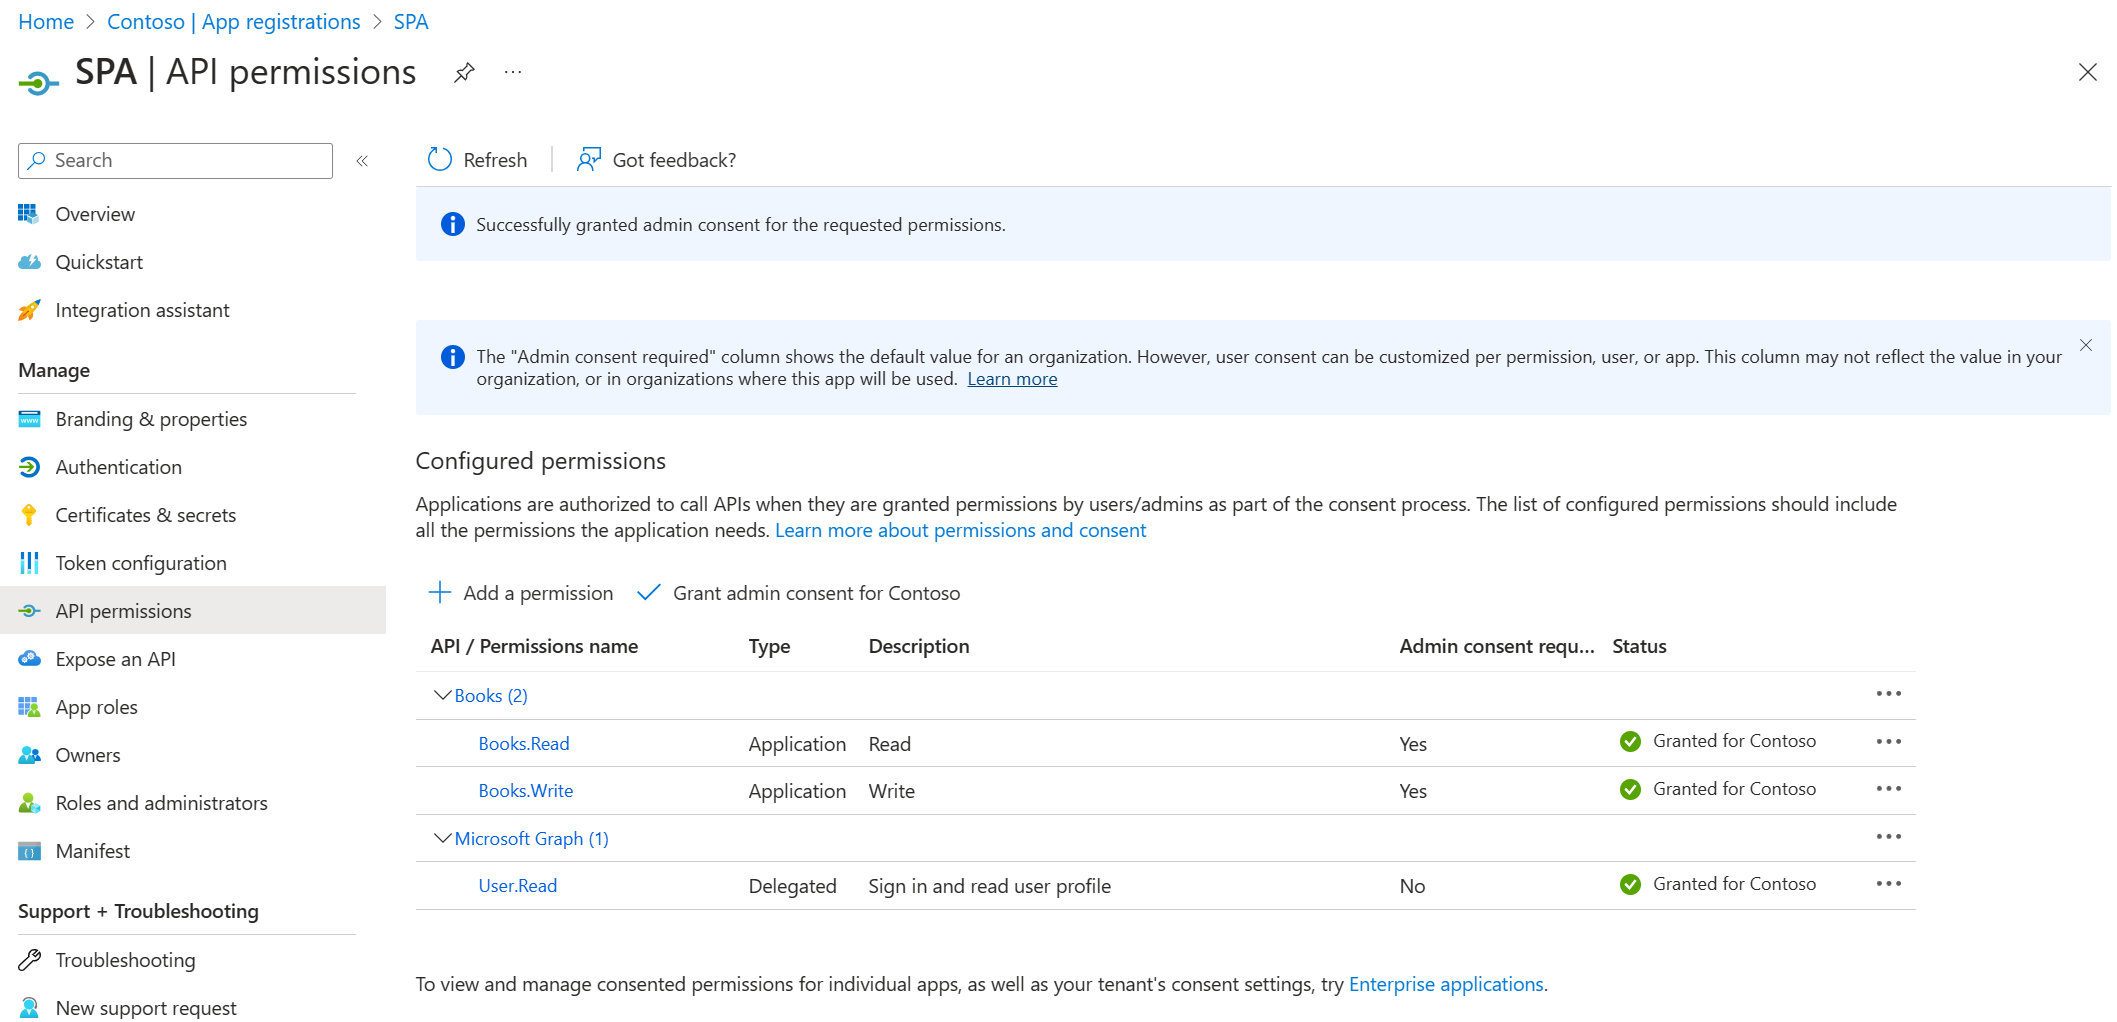 Home > Contoso | App registrations > SPA
SPA | API permissions
Search
Refresh
Got feedback?
Overview
Quickstart
Integration assistant
Manage
Branding & properties
Authentication
Certificates & secrets
Token configuration
API permissions
Expose an API
App roles
Owners
Roles and administrators
Manifest
Support + Troubleshooting
Troubleshooting
New support request
Successfully granted admin consent for the requested permissions.
The "Admin consent required" column shows the default value for an organization. However, user consent can be customized per permission, user, or app. This column may not reflect the value in your
organization, or in organizations where this app will be used. Learn more
Configured permissions
Applications are authorized to call APIs when they are granted permissions by users/admins as part of the consent process. The list of configured permissions should include
all the permissions the application needs. Learn more about permissions and consent
Add a permission
Grant admin consent for Contoso
API / Permissions name Type Description Admin consent requ... Status
Books (2)
Books.Read Application Read Yes Granted for Contoso
Books.Write Application Write Yes Granted for Contoso
Microsoft Graph (1)
User.Read Delegated Sign in and read user profile No Granted for Contoso
To view and manage consented permissions for individual apps, as well as your tenant's consent settings, try Enterprise applications.